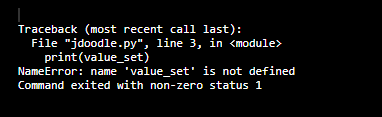 Traceback (most recent call last):
  File "jdoodle.py", line 3, in <module>
    print(value_set)
NameError: name 'value_set' is not defined
Command exited with non-zero status 1